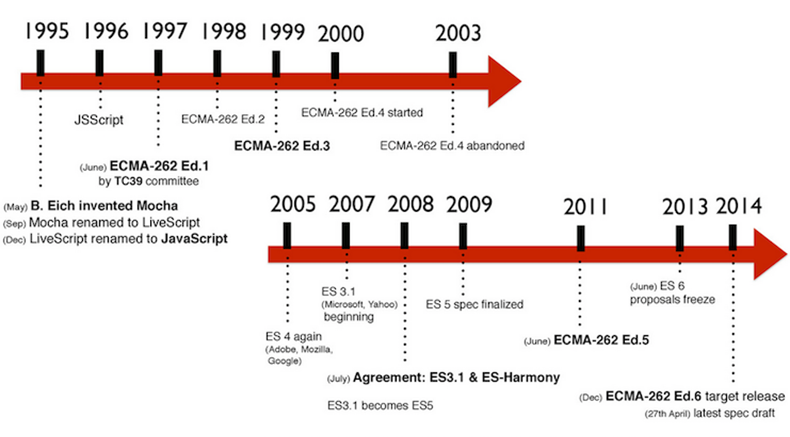 1995 1996 1997 1998 1999 2000 2003
JSScript
ECMA-262 Ed.2
ECMA-262 Ed.4 started
ECMA-262 Ed.3
ECMA-262 Ed.4 abandoned
(June) ECMA-262 Ed.1
by TC39 committee
(May) B. Eich invented Mocha
(Sep) Mocha renamed to LiveScript
(Dec) LiveScript renamed to JavaScript
2005 2007 2008 2009 2011 2013 2014
ES 3.1
(Microsoft, Yahoo)
beginning
ES 5 spec finalized
(June) ES 6
proposals freeze
ES 4 again
(Adobe, Mozilla,
Google)
(June) ECMA-262 Ed.5
(July) Agreement: ES3.1 & ES-Harmony
ES3.1 becomes ES5
(Dec) ECMA-262 Ed.6 target release
(27th April) latest spec draft